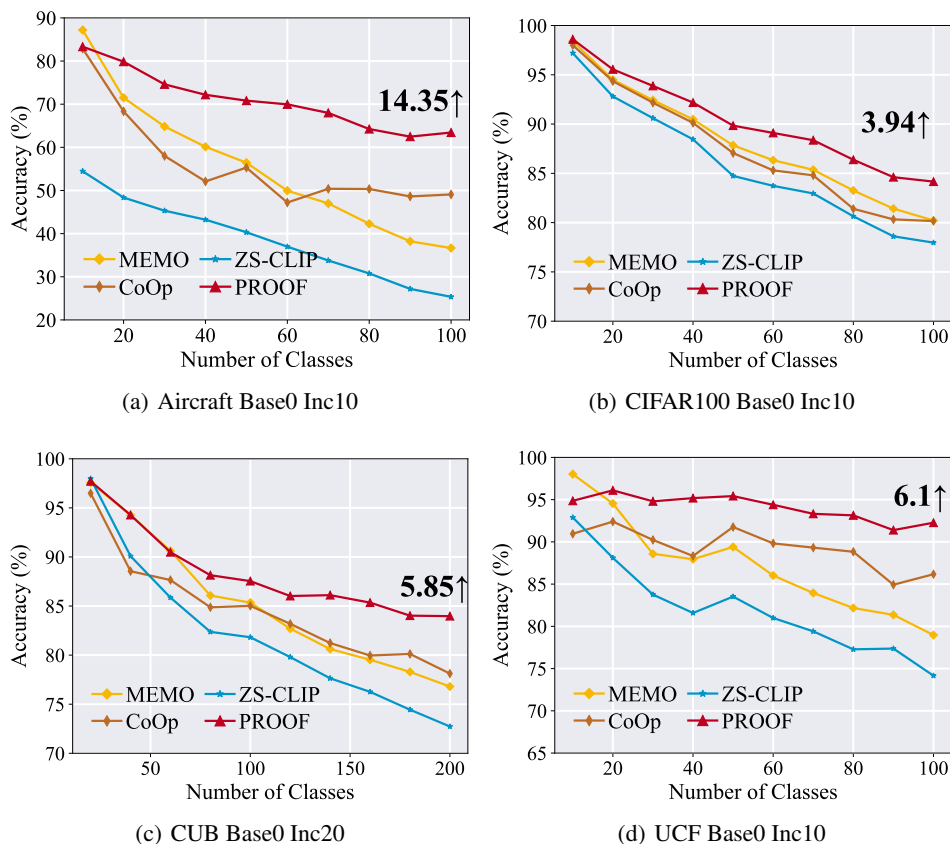 90
80
70
60
50
40
30
20
Accuracy (%)
14.35↑
MEMO
ZS-CLIP
CoOp
PROOF
20
40
60
80
100
Number of Classes
(a) Aircraft Base0 Inc10
100
95
90
85
80
75
70
Accuracy (%)
3.94↑
MEMO
ZS-CLIP
CoOp
PROOF
20
40
60
80
100
Number of Classes
(b) CIFAR100 Base0 Inc10
100
95
90
85
80
75
70
Accuracy (%)
5.85↑
MEMO
ZS-CLIP
CoOp
PROOF
50
100
150
200
Number of Classes
(c) CUB Base0 Inc20
100
95
90
85
80
75
70
65
Accuracy (%)
6.1↑
MEMO
ZS-CLIP
CoOp
PROOF
20
40
60
80
100
Number of Classes
(d) UCF Base0 Inc10